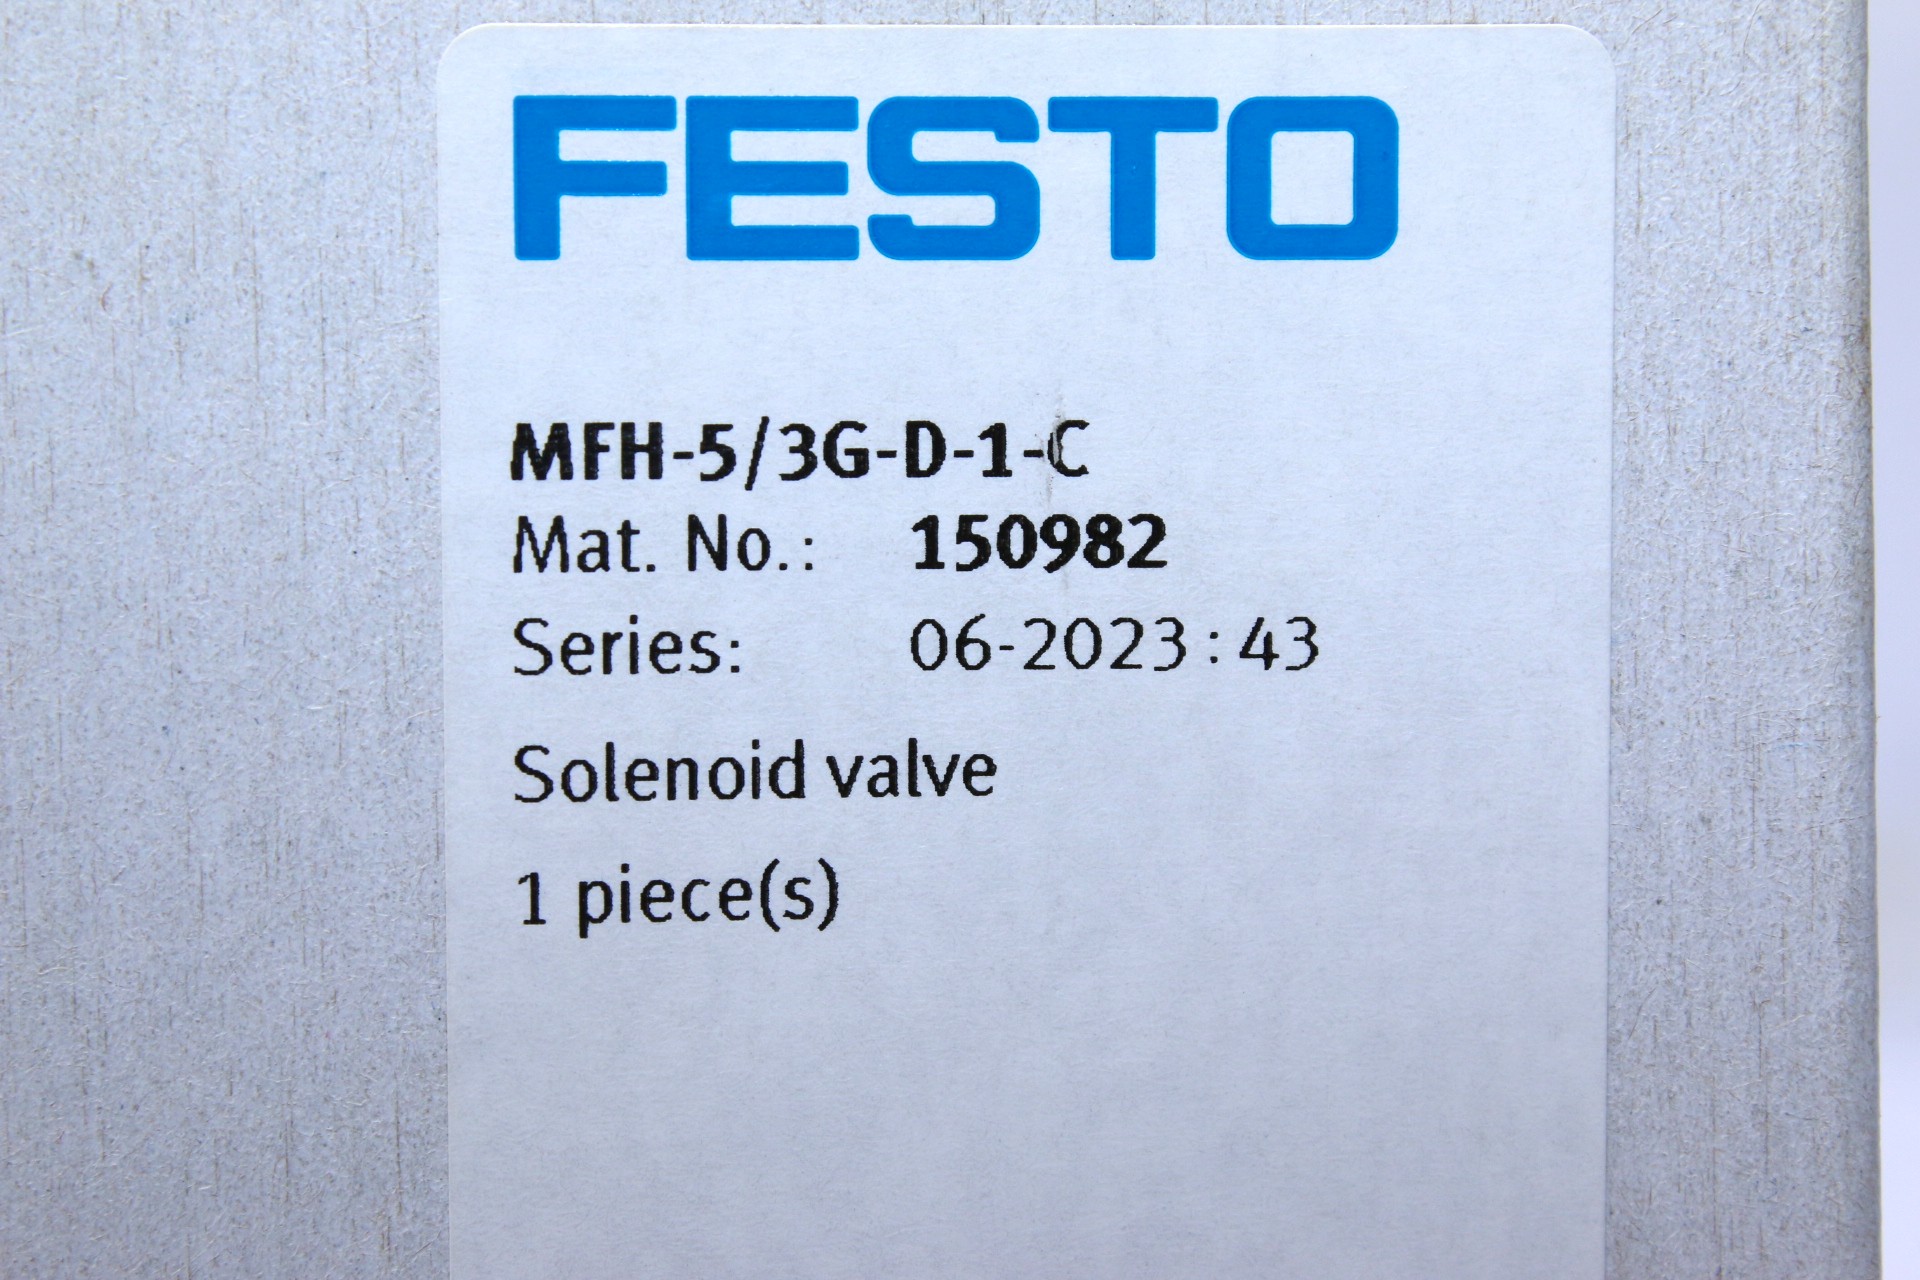 FESTO
MFH-5/3G-D-1-C
Mat. No.: 150982
Series: 06-2023:43
Solenoid valve
1 piece(s)